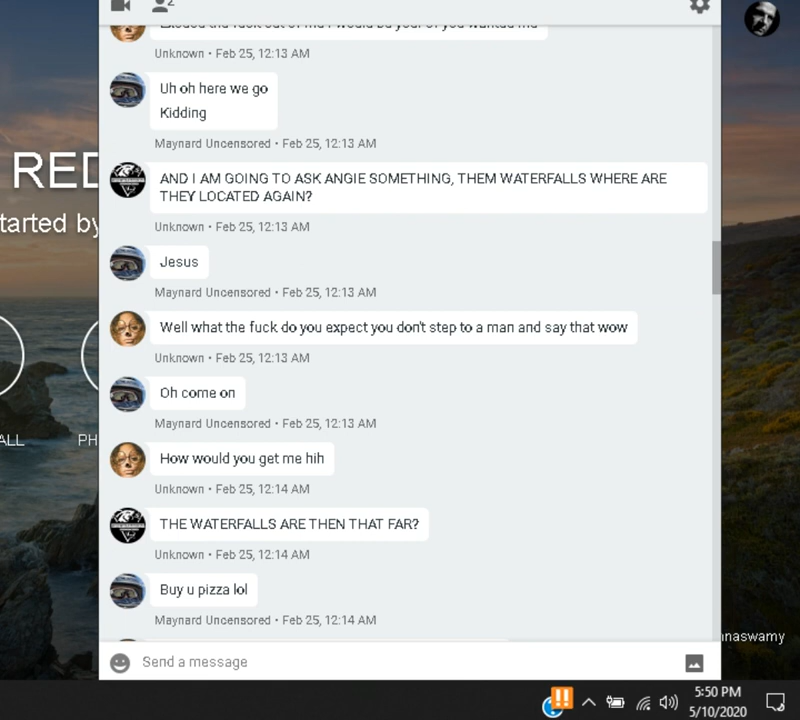 2
Unknown • Feb 25, 12:13 AM
Uh oh here we go
Kidding
Maynard Uncensored • Feb 25, 12:13 AM
RED
AND I AM GOING TO ASK ANGIE SOMETHING, THEM WATERFALLS WHERE ARE
THEY LOCATED AGAIN?
tarted by
Unknown • Feb 25, 12:13 AM
Jesus
Maynard Uncensored • Feb 25, 12:13 AM
Well what the fuck do you expect you don't step to a man and say that wow
Unknown • Feb 25, 12:13 AM
Oh come on
Maynard Uncensored • Feb 25, 12:13 AM
ALL
PH
How would you get me hih
Unknown • Feb 25, 12:14 AM
THE WATERFALLS ARE THEN THAT FAR?
Unknown • Feb 25, 12:14 AM
Buy u pizza lol
Maynard Uncensored • Feb 25, 12:14 AM
nnaswamy
Send a message
5:50 PM
5/10/2020